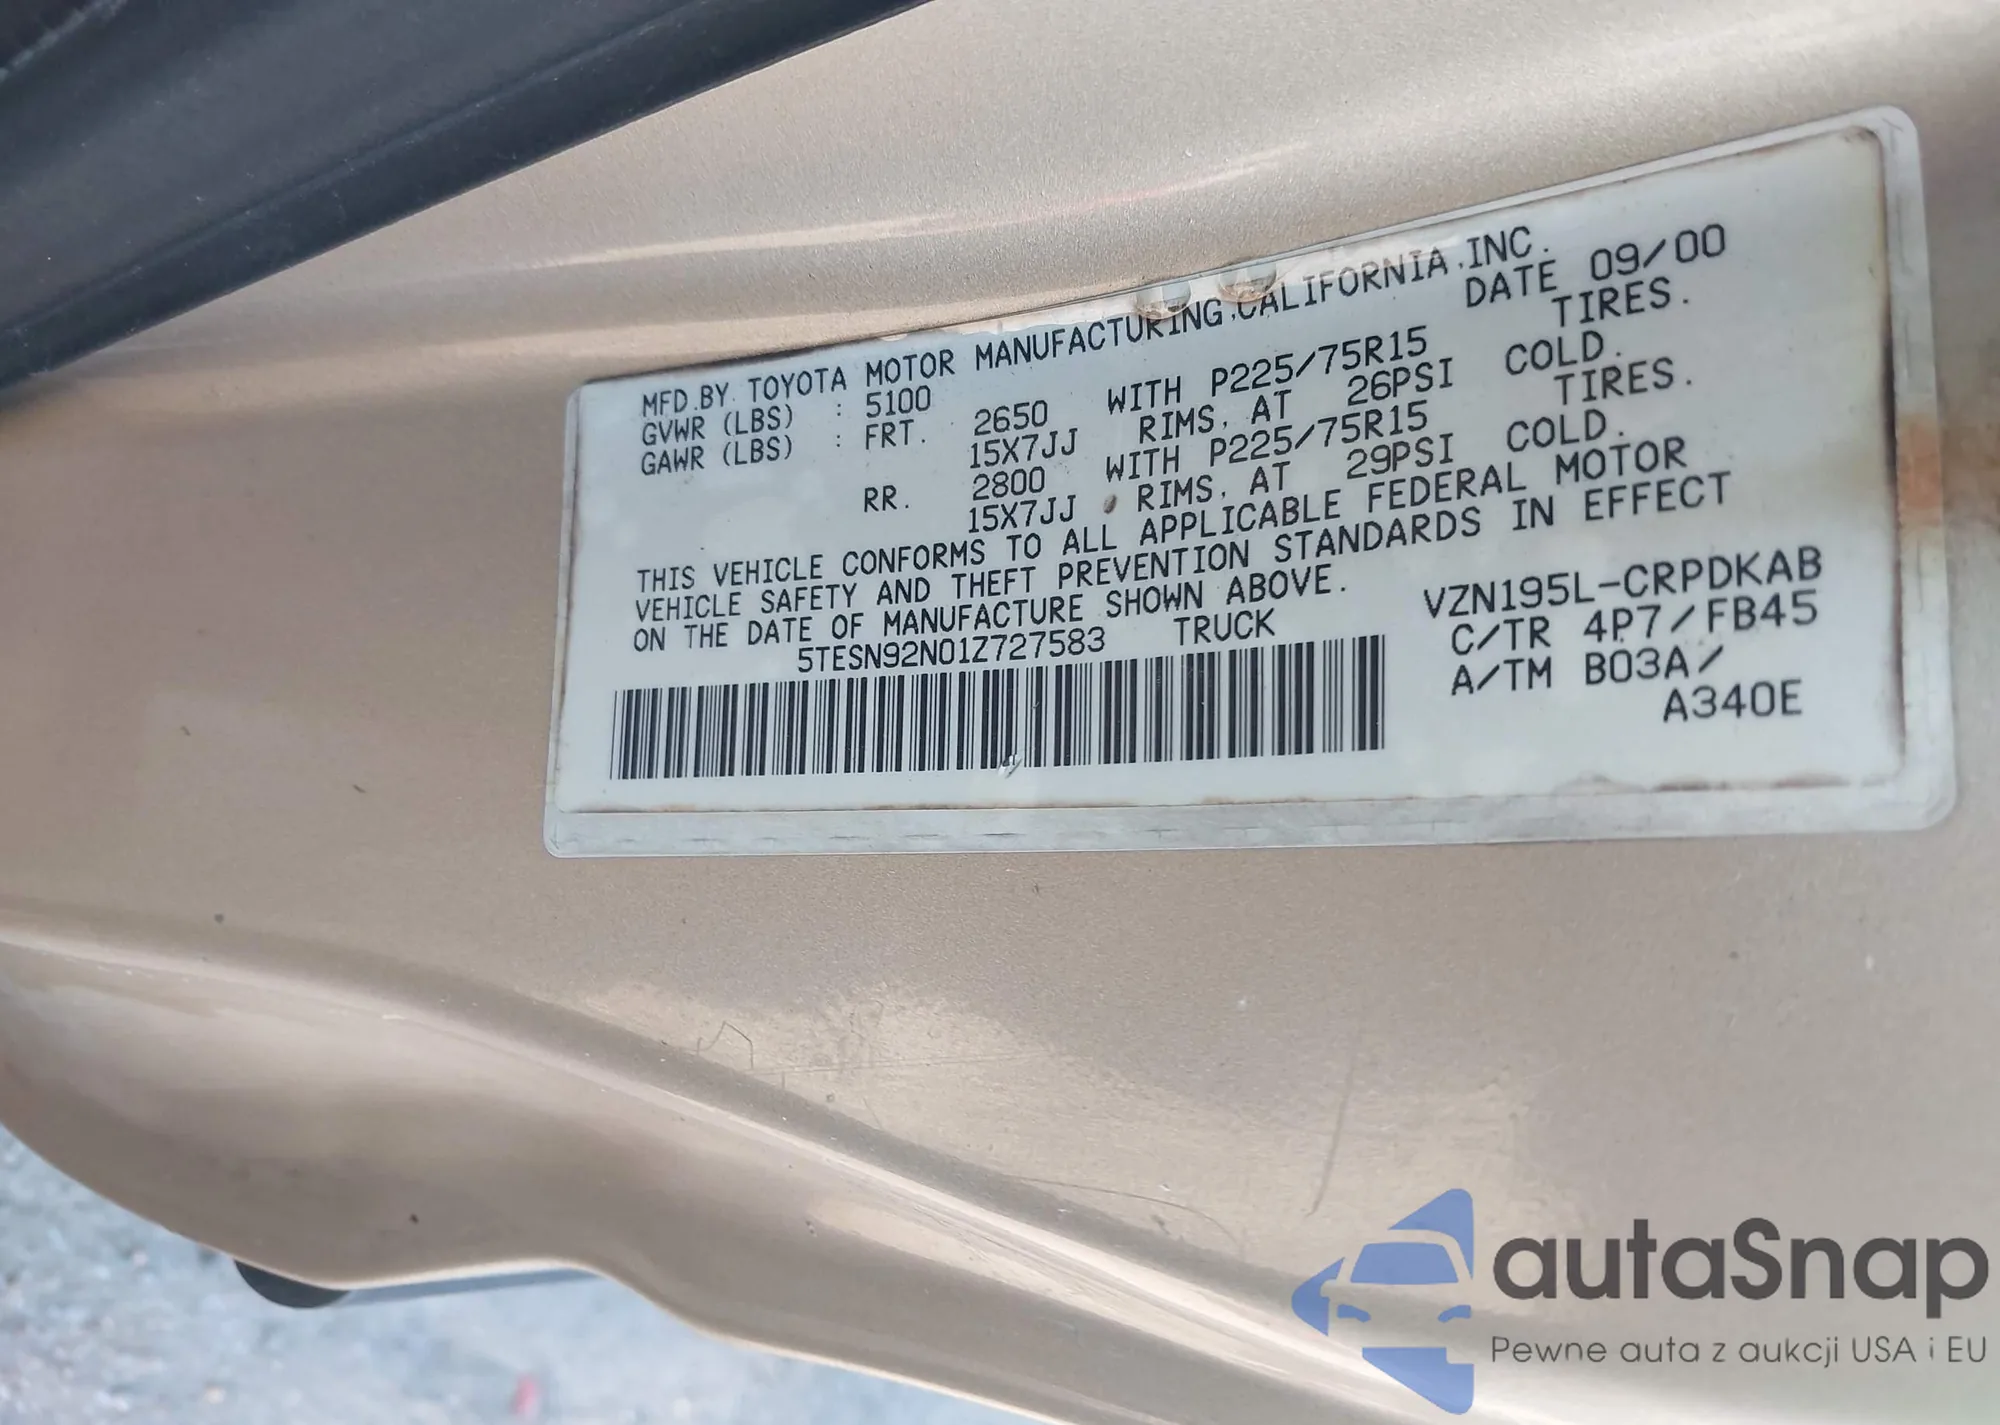 MFD.BY TOYOTA MOTOR MANUFACTURING,CALIFORNIA,INC.
GVWR (LBS) : 5100 DATE 09/00
GAWR (LBS) : FRT. 2650 WITH P225/75R15 TIRES.
15X7JJ RIMS, AT 26PSI COLD.
RR. 2800 WITH P225/75R15 TIRES.
15X7JJ RIMS, AT 29PSI COLD.
THIS VEHICLE CONFORMS TO ALL APPLICABLE FEDERAL MOTOR
VEHICLE SAFETY AND THEFT PREVENTION STANDARDS IN EFFECT
ON THE DATE OF MANUFACTURE SHOWN ABOVE.
5TESN92N01Z727583 TRUCK
VZN195L-CRPDKAB
C/TR 4P7/FB45
A/TM B03A/
A340E
autaSnap
Pewne auta z aukcji USA i EU